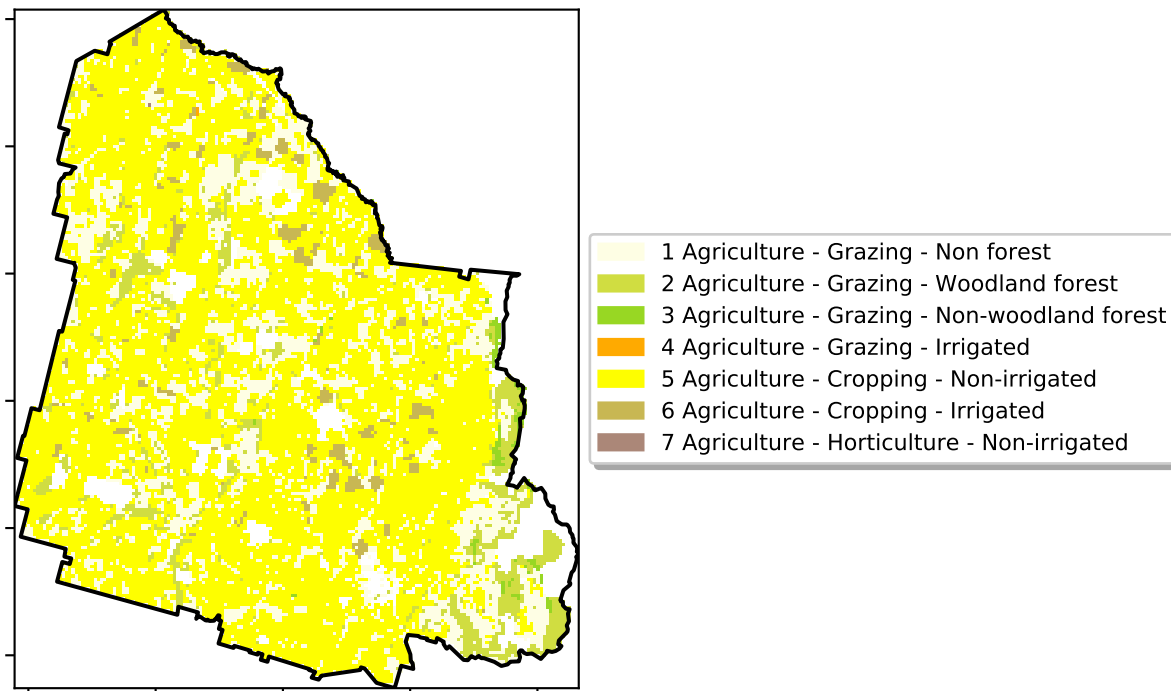 1 Agriculture - Grazing - Non forest
2 Agriculture - Grazing - Woodland forest
3 Agriculture - Grazing - Non-woodland forest
4 Agriculture - Grazing - Irrigated
5 Agriculture - Cropping - Non-irrigated
6 Agriculture - Cropping - Irrigated
7 Agriculture - Horticulture - Non-irrigated